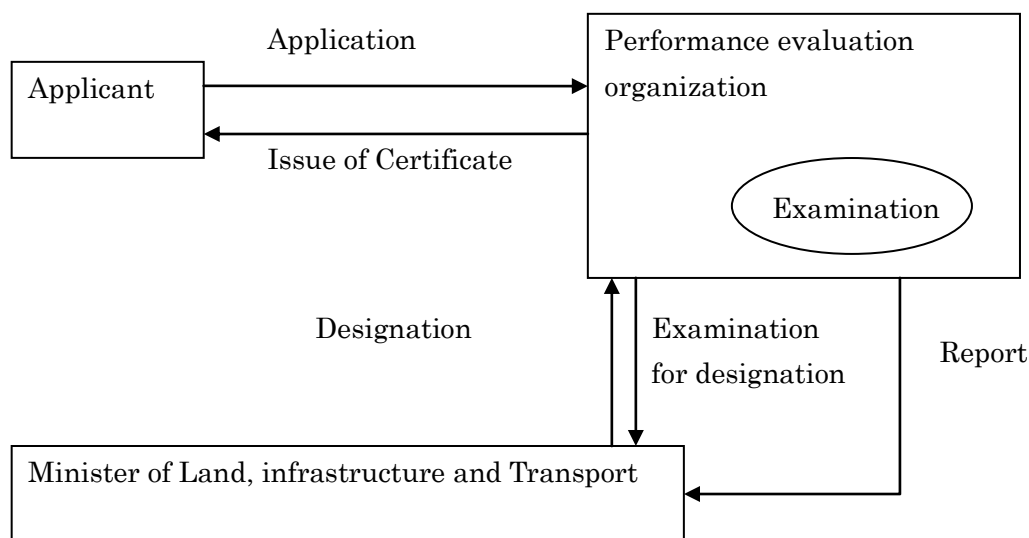 Application
Performance evaluation
organization
Applicant
Issue of Certificate
Examination
Designation
Examination
for designation
Report
Minister of Land, infrastructure and Transport